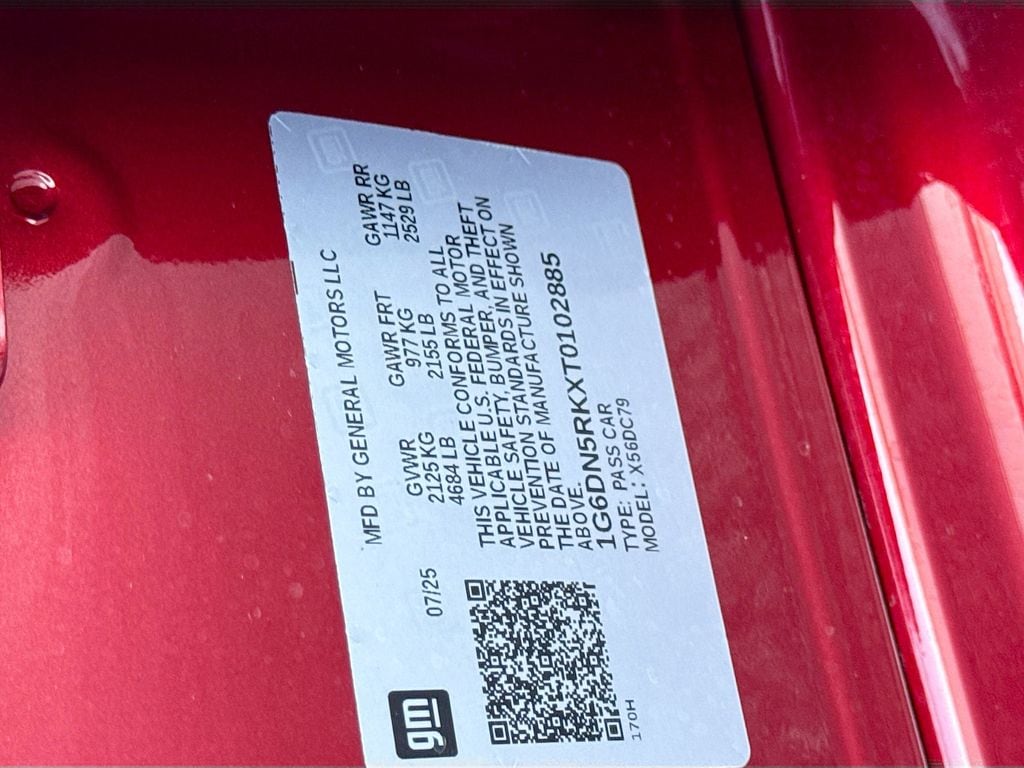 gm
07/25
MFD BY GENERAL MOTORS LLC
GVWR GAWR FRT GAWR RR
2125 KG 977 KG 1147 KG
4684 LB 2155 LB 2529 LB
THIS VEHICLE CONFORMS TO ALL
APPLICABLE U.S. FEDERAL MOTOR
VEHICLE SAFETY, BUMPER, AND THEFT
PREVENTION STANDARDS IN EFFECT ON
THE DATE OF MANUFACTURE SHOWN
ABOVE.
1G6DN5RKXT0102885
TYPE: PASS CAR
MODEL: X56DC79
170H